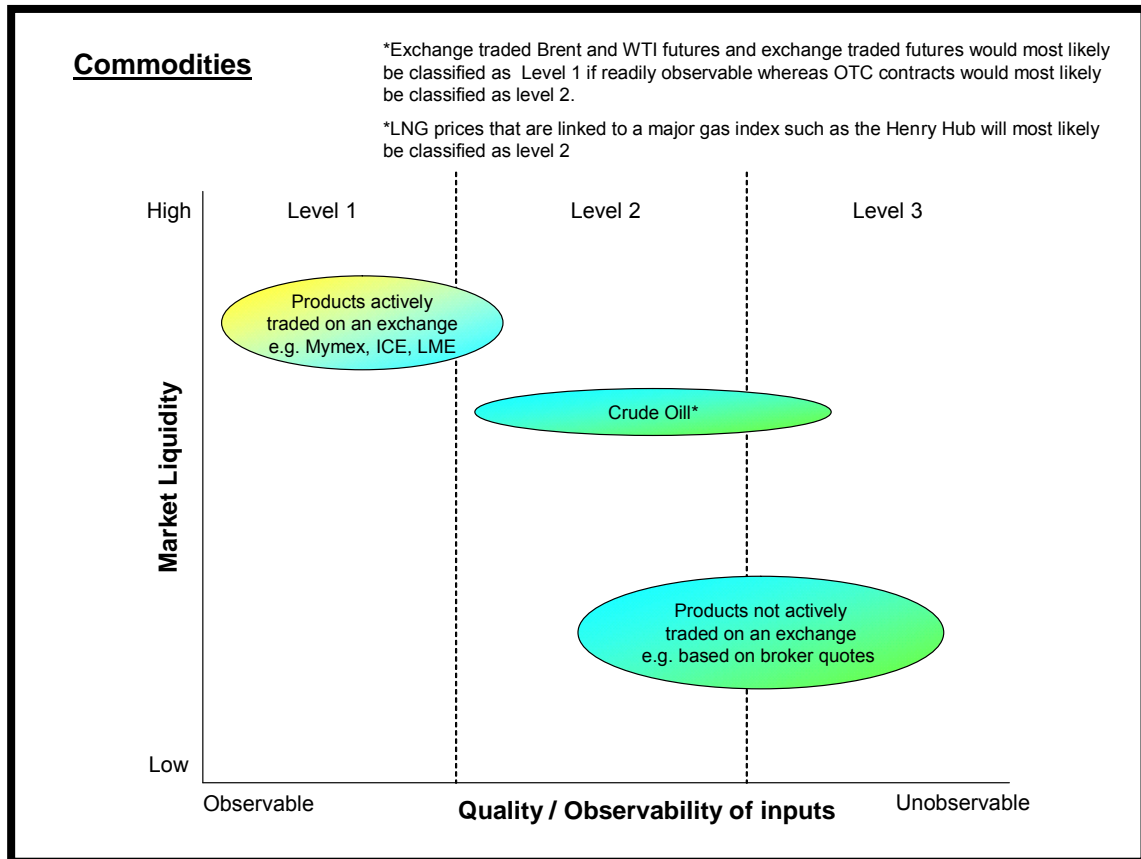 Commodities
*Exchange traded Brent and WTI futures and exchange traded futures would most likely
be classified as  Level 1 if readily observable whereas OTC contracts would most likely
be classified as level 2.
*LNG prices that are linked to a major gas index such as the Henry Hub will most likely
be classified as level 2
High
Level 1
Level 2
Level 3
Products actively
traded on an exchange
e.g. Mymex, ICE, LME
Crude Oill*
Market Liquidity
Products not actively
traded on an exchange
e.g. based on broker quotes
Low
Observable
Quality / Observability of inputs
Unobservable